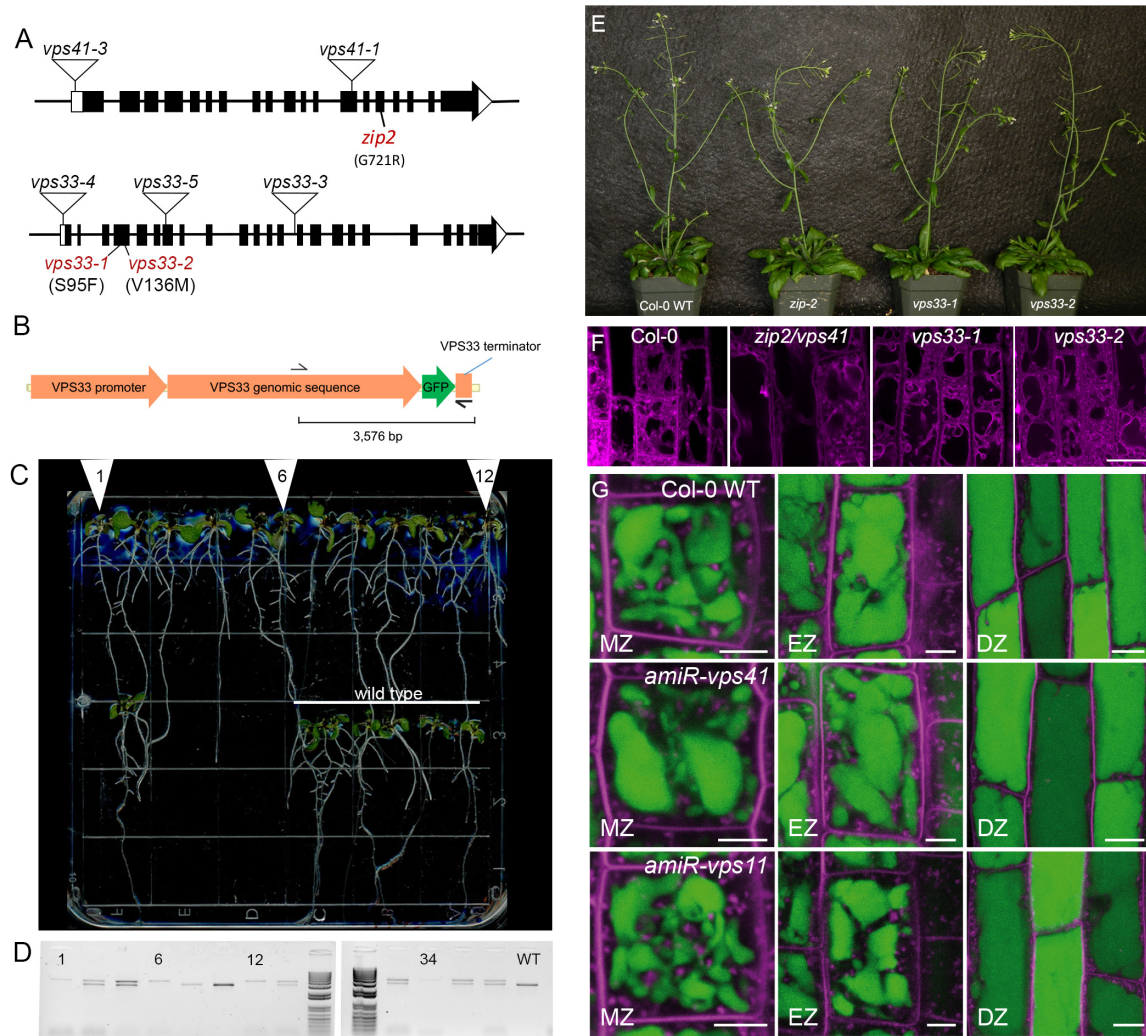 A
vps41-3
vps41-1
zip2
(G721R)
vps33-4
vps33-5
vps33-3
vps33-1
vps33-2
(S95F)
(V136M)
B
VPS33 terminator
VPS33 promoter
VPS33 genomic sequence
GFP
3,576 bp
C
1
6
12
wild type
D
1
6
12
34
WT
E
Col-0 WT
zip-2
vps33-1
vps33-2
F
Col-0
zip2/vps41
vps33-1
vps33-2
G
Col-0 WT
MZ
EZ
DZ
amiR-vps41
MZ
EZ
DZ
amiR-vps11
MZ
EZ
DZ